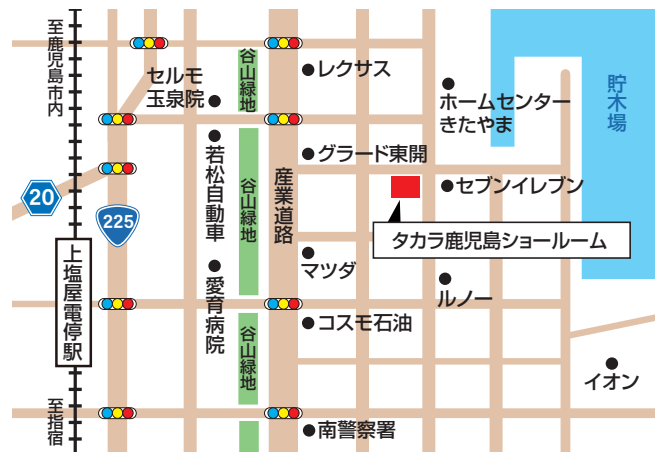 至鹿児島市内
セルモ
玉泉院
谷山緑地
レクサス
ホームセンター
きたやま
貯木場
20
225
若松自動車
谷山緑地
産業道路
グラード東開
セブンイレブン
タカラ鹿児島ショールーム
上塩屋電停駅
愛育病院
マツダ
ルノー
谷山緑地
コスモ石油
イオン
至指宿
南警察署